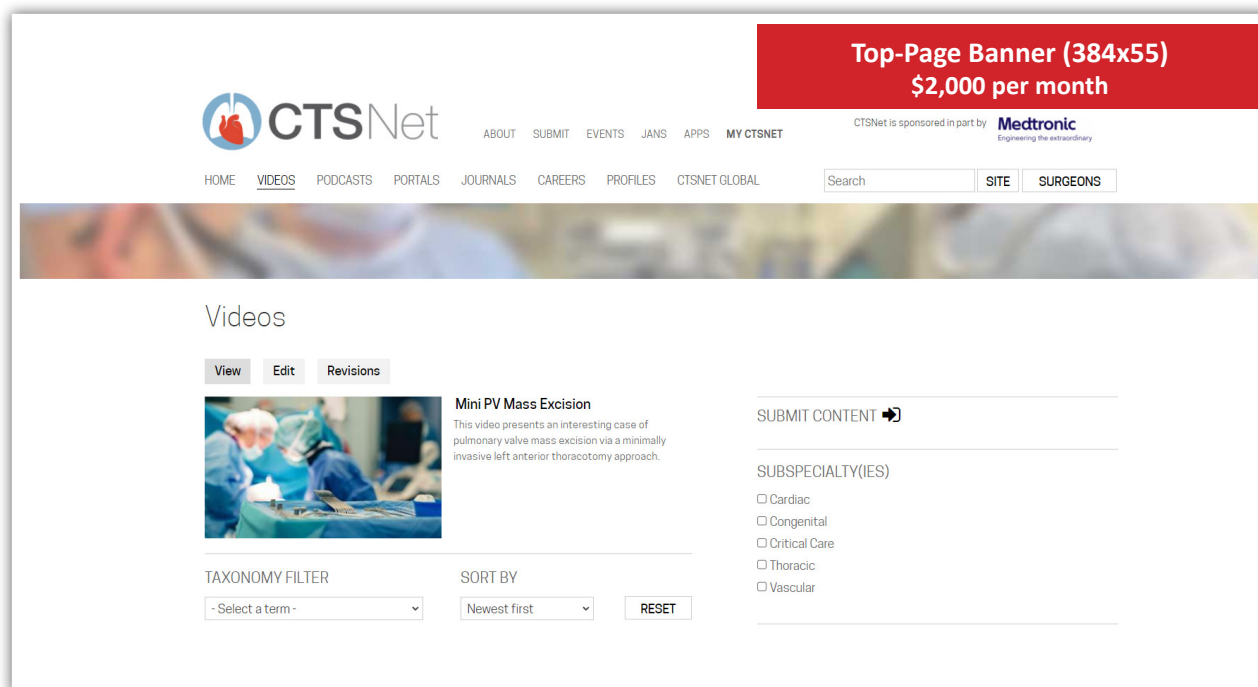 Top-Page Banner (384x55)
$2,000 per month
CTSNet
ABOUT SUBMIT EVENTS JANS APPS MY CTSNET
CTSNet is sponsored in part by Medtronic
Engineering the extraordinary
HOME VIDEOS PODCASTS PORTALS JOURNALS CAREERS PROFILES CTSNET GLOBAL
Search SITE SURGEONS
Videos
View Edit Revisions
Mini PV Mass Excision
This video presents an interesting case of
pulmonary valve mass excision via a minimally
invasive left anterior thoracotomy approach.
SUBMIT CONTENT
SUBSPECIALTY(IES)
Cardiac
Congenital
Critical Care
Thoracic
Vascular
TAXONOMY FILTER
- Select a term -
SORT BY
Newest first
RESET